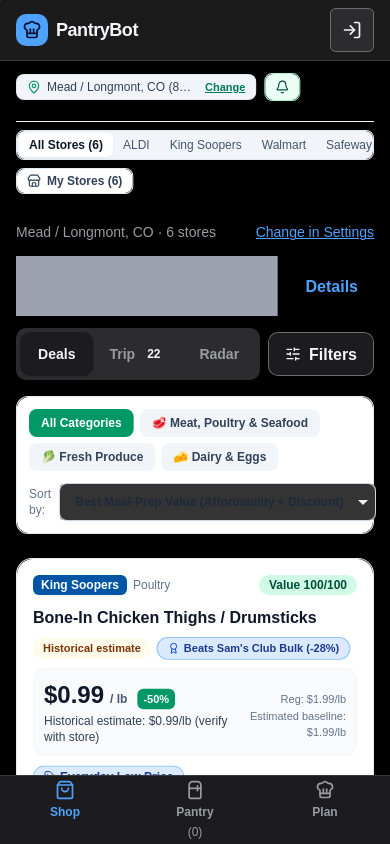 PantryBot
Mead / Longmont, CO (8… Change
All Stores (6) ALDI King Soopers Walmart Safeway
My Stores (6)
Mead / Longmont, CO · 6 stores Change in Settings
Details
Deals Trip 22 Radar Filters
All Categories 🥩 Meat, Poultry & Seafood
🥬 Fresh Produce 🧀 Dairy & Eggs
Sort by: Best Meal-Prep Value (Affordability + Discount)
King Soopers Poultry Value 100/100
Bone-In Chicken Thighs / Drumsticks
Historical estimate Beats Sam's Club Bulk (-28%)
$0.99 / lb -50%
Historical estimate: $0.99/lb (verify with store)
Reg: $1.99/lb
Estimated baseline: $1.99/lb
Everyday Low Price
Shop Pantry Plan
(0)